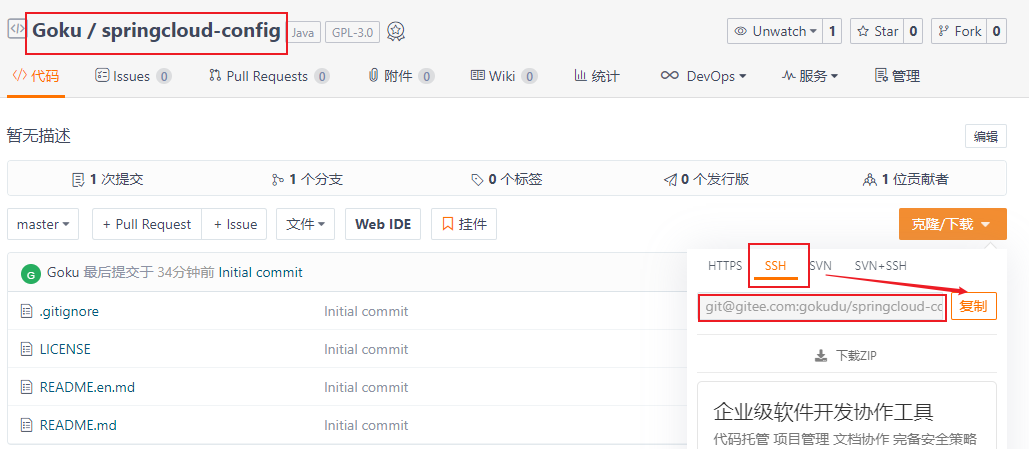 Goku / springcloud-config Java GPL-3.0 Unwatch 1 Star 0 Fork 0
代码 Issues 0 Pull Requests 0 附件 0 Wiki 0 统计 DevOps 服务 管理
暂无描述 编辑
1 次提交 1 个分支 0 个标签 0 个发行版 1 位贡献者
master + Pull Request + Issue 文件 Web IDE 挂件 克隆/下载
G Goku 最后提交于 34分钟前 Initial commit
HTTPS SSH SVN SVN+SSH
.gitignore Initial commit
git@gitee.com:gokudu/springcloud-co 复制
LICENSE Initial commit
下载ZIP
README.en.md Initial commit
README.md Initial commit
企业级软件开发协作工具
代码托管 项目管理 文档协作 完备安全策略